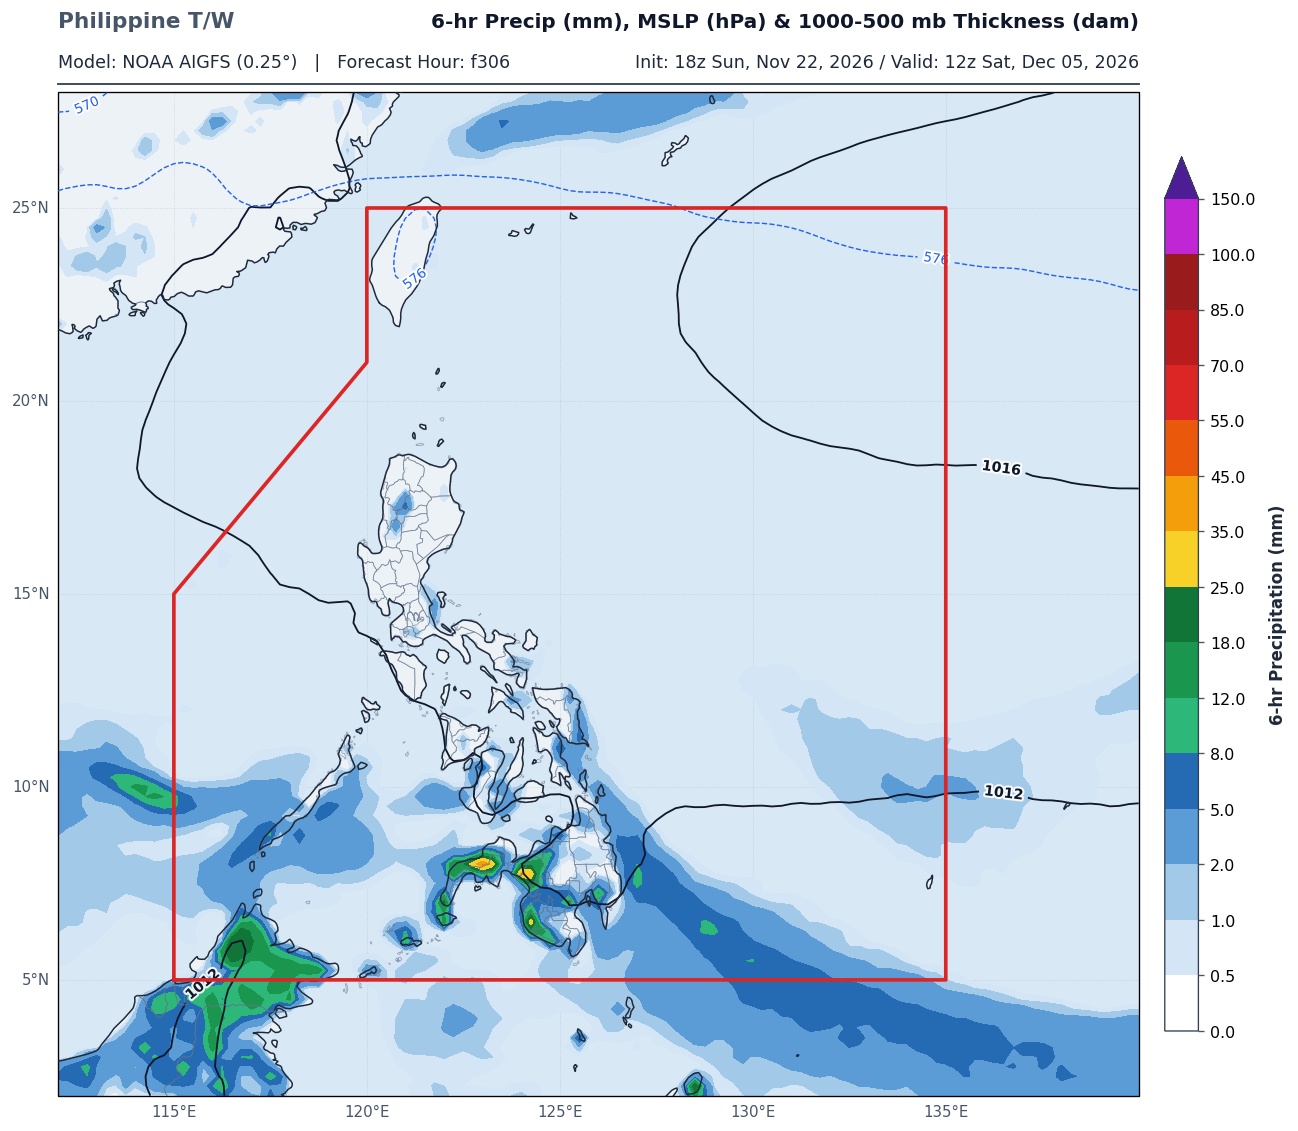 Philippine T/W
6-hr Precip (mm), MSLP (hPa) & 1000-500 mb Thickness (dam)
Model: NOAA AIGFS (0.25°) | Forecast Hour: f306
Init: 18z Sun, Nov 22, 2026 / Valid: 12z Sat, Dec 05, 2026
570
576
576
1016
1012
1012
25°N
20°N
15°N
10°N
5°N
115°E
120°E
125°E
130°E
135°E
150.0
100.0
85.0
70.0
55.0
45.0
35.0
25.0
18.0
12.0
8.0
5.0
2.0
1.0
0.5
0.0
6-hr Precipitation (mm)